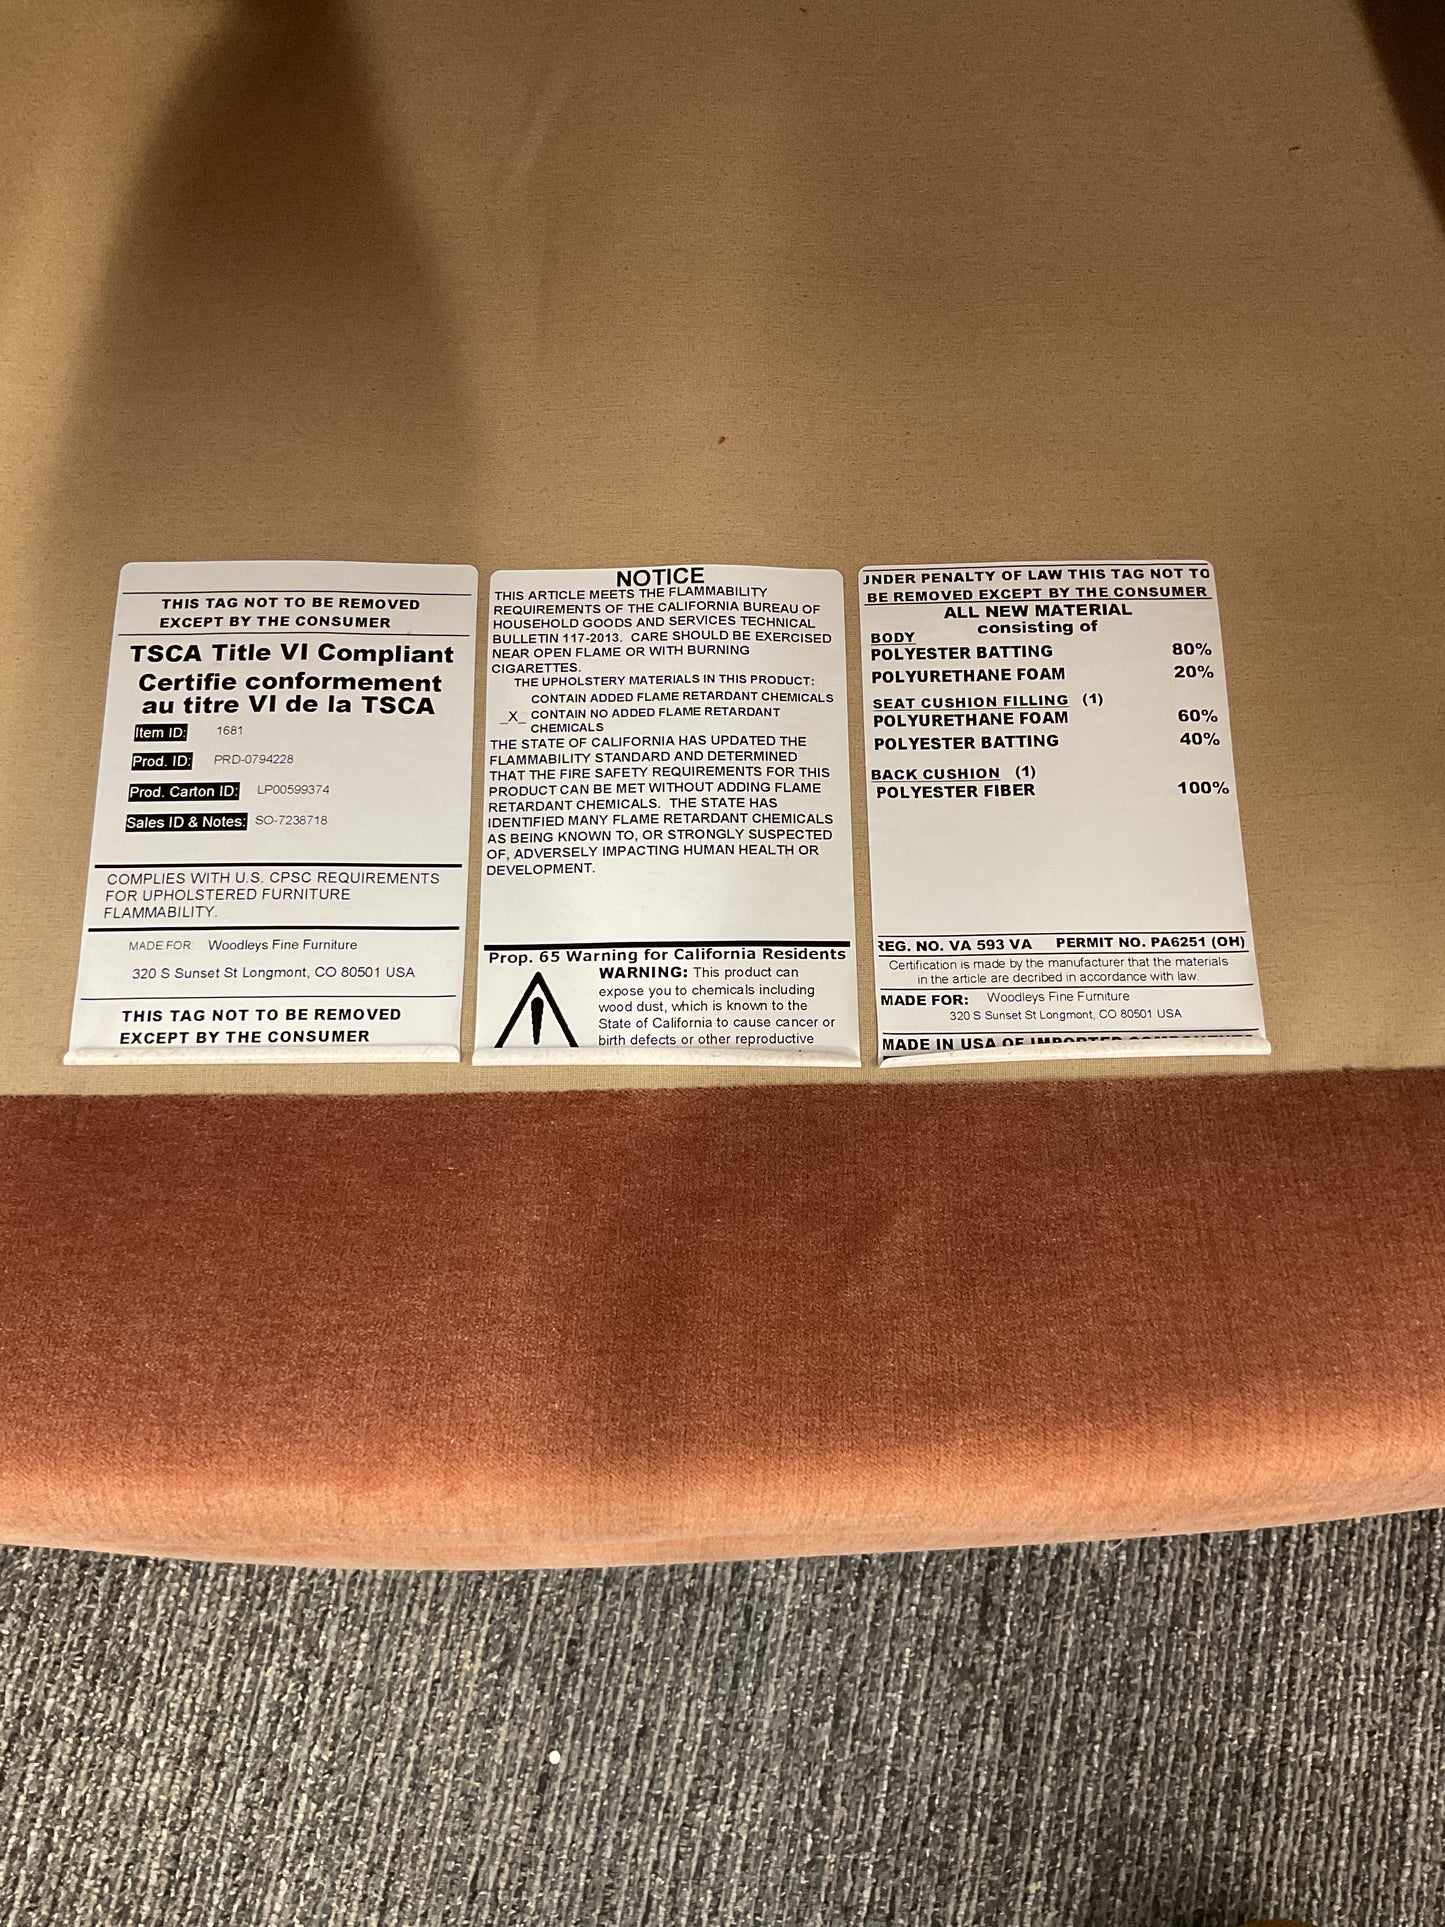 THIS TAG NOT TO BE REMOVED
EXCEPT BY THE CONSUMER
TSCA Title VI Compliant
Certifie conformement
au titre VI de la TSCA
Item ID: 1681
Prod. ID: PRD-0794228
Prod. Carton ID: LP00599374
Sales ID & Notes: SO-7238718
COMPLIES WITH U.S. CPSC REQUIREMENTS
FOR UPHOLSTERED FURNITURE
FLAMMABILITY.
MADE FOR: Woodleys Fine Furniture
320 S Sunset St Longmont, CO 80501 USA
THIS TAG NOT TO BE REMOVED
EXCEPT BY THE CONSUMER
NOTICE
THIS ARTICLE MEETS THE FLAMMABILITY
REQUIREMENTS OF THE CALIFORNIA BUREAU OF
HOUSEHOLD GOODS AND SERVICES TECHNICAL
BULLETIN 117-2013. CARE SHOULD BE EXERCISED
NEAR OPEN FLAME OR WITH BURNING
CIGARETTES.
THE UPHOLSTERY MATERIALS IN THIS PRODUCT:
CONTAIN ADDED FLAME RETARDANT CHEMICALS
_X_ CONTAIN NO ADDED FLAME RETARDANT
CHEMICALS
THE STATE OF CALIFORNIA HAS UPDATED THE
FLAMMABILITY STANDARD AND DETERMINED
THAT THE FIRE SAFETY REQUIREMENTS FOR THIS
PRODUCT CAN BE MET WITHOUT ADDING FLAME
RETARDANT CHEMICALS. THE STATE HAS
IDENTIFIED MANY FLAME RETARDANT CHEMICALS
AS BEING KNOWN TO, OR STRONGLY SUSPECTED
OF, ADVERSELY IMPACTING HUMAN HEALTH OR
DEVELOPMENT.
Prop. 65 Warning for California Residents
WARNING: This product can
expose you to chemicals including
wood dust, which is known to the
State of California to cause cancer or
birth defects or other reproductive
UNDER PENALTY OF LAW THIS TAG NOT TO
BE REMOVED EXCEPT BY THE CONSUMER
ALL NEW MATERIAL
consisting of
BODY
POLYESTER BATTING 80%
POLYURETHANE FOAM 20%
SEAT CUSHION FILLING (1)
POLYURETHANE FOAM 60%
POLYESTER BATTING 40%
BACK CUSHION (1)
POLYESTER FIBER 100%
REG. NO. VA 593 VA PERMIT NO. PA6251 (OH)
Certification is made by the manufacturer that the materials
in the article are decribed in accordance with law.
MADE FOR: Woodleys Fine Furniture
320 S Sunset St Longmont, CO 80501 USA
MADE IN USA OF IMPORTED COMPONENTS